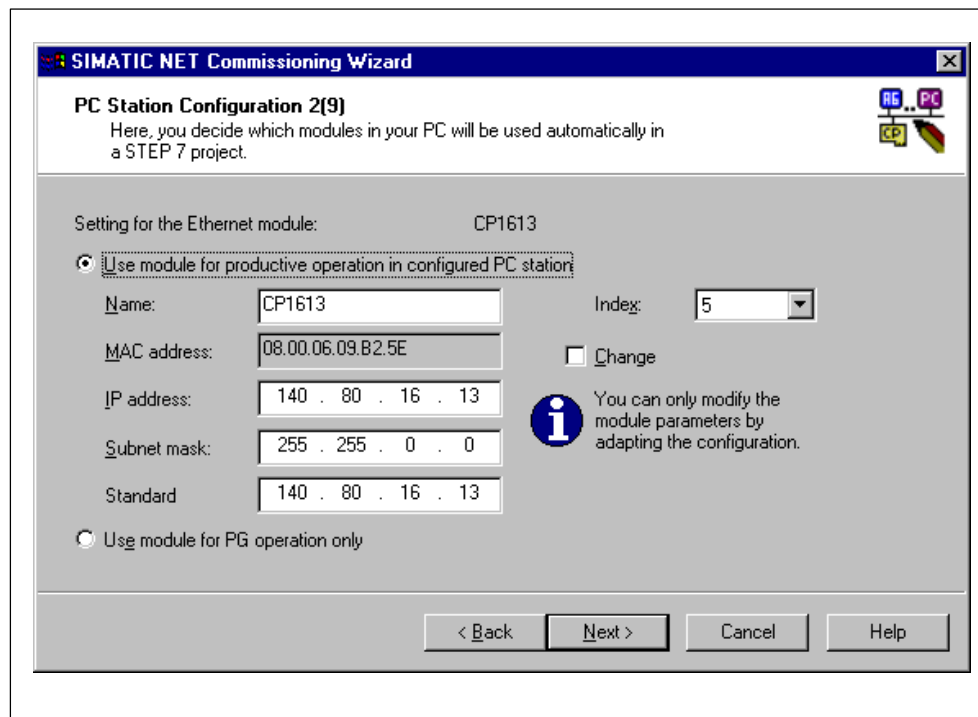 SIMATIC NET Commissioning Wizard
PC Station Configuration 2(9)
Here, you decide which modules in your PC will be used automatically in
a STEP 7 project.
AG..PC
CP
Setting for the Ethernet module: CP1613
Use module for productive operation in configured PC station
Name: CP1613 Index: 5
MAC address: 08.00.06.09.B2.5E Change
IP address: 140 . 80 . 16 . 13
You can only modify the
module parameters by
adapting the configuration.
Subnet mask: 255 . 255 . 0 . 0
Standard 140 . 80 . 16 . 13
Use module for PG operation only
< Back Next > Cancel Help